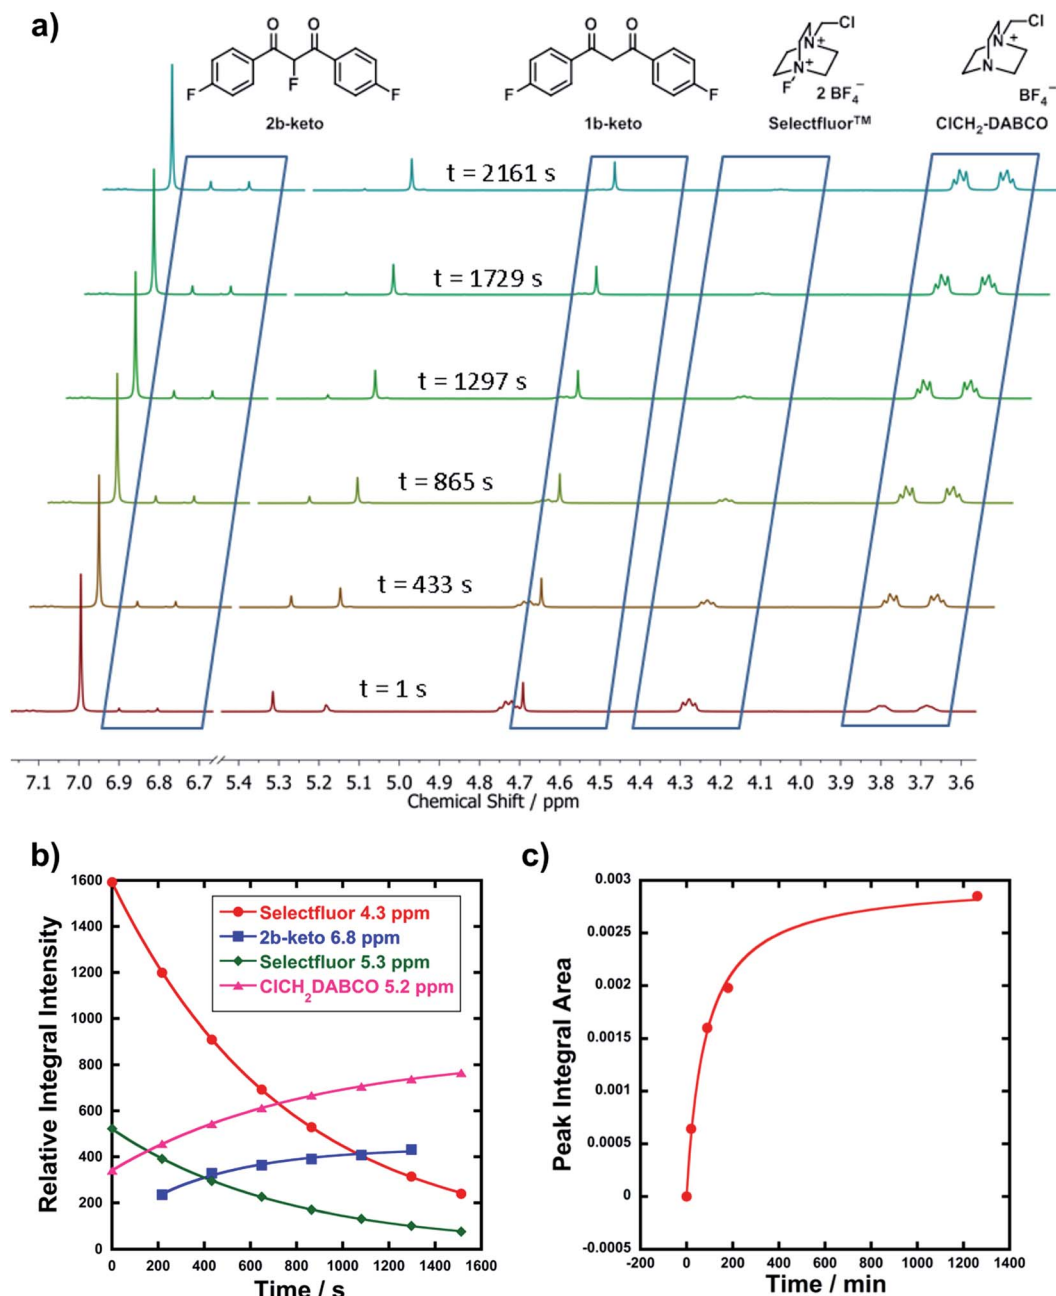 a)
O O F F F
O O F F
N + N + F Cl 2 BF4−
N + N Cl BF4−
2b-keto 1b-keto Selectfluor™ ClCH2-DABCO
t = 2161 s
t = 1729 s
t = 1297 s
t = 865 s
t = 433 s
t = 1 s
7.1 7.0 6.9 6.8 6.7 5.4 5.3 5.2 5.1 5.0 4.9 4.8 4.7 4.6 4.5 4.4 4.3 4.2 4.1 4.0 3.9 3.8 3.7 3.6
Chemical Shift / ppm
b)
Relative Integral Intensity
1600
1400
1200
1000
800
600
400
200
0
Selectfluor 4.3 ppm
2b-keto 6.8 ppm
Selectfluor 5.3 ppm
ClCH2DABCO 5.2 ppm
0 200 400 600 800 1000 1200 1400 1600
Time / s
c)
Peak Integral Area
0.003
0.0025
0.002
0.0015
0.001
0.0005
0
-0.0005
-200 0 200 400 600 800 1000 1200 1400
Time / min